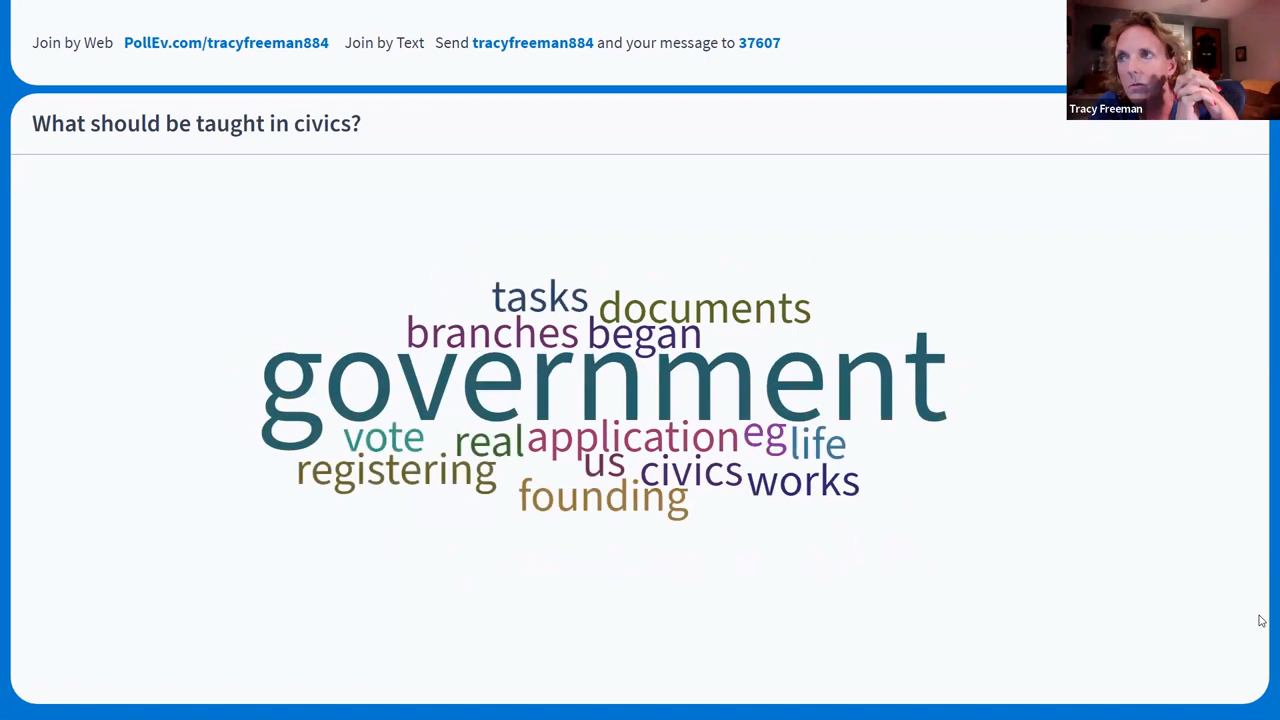 Join by Web PollEv.com/tracyfreeman884 Join by Text Send tracyfreeman884 and your message to 37607
Tracy Freeman
What should be taught in civics?
tasks documents
branches began
government
vote real application eg life
registering us civics works
founding